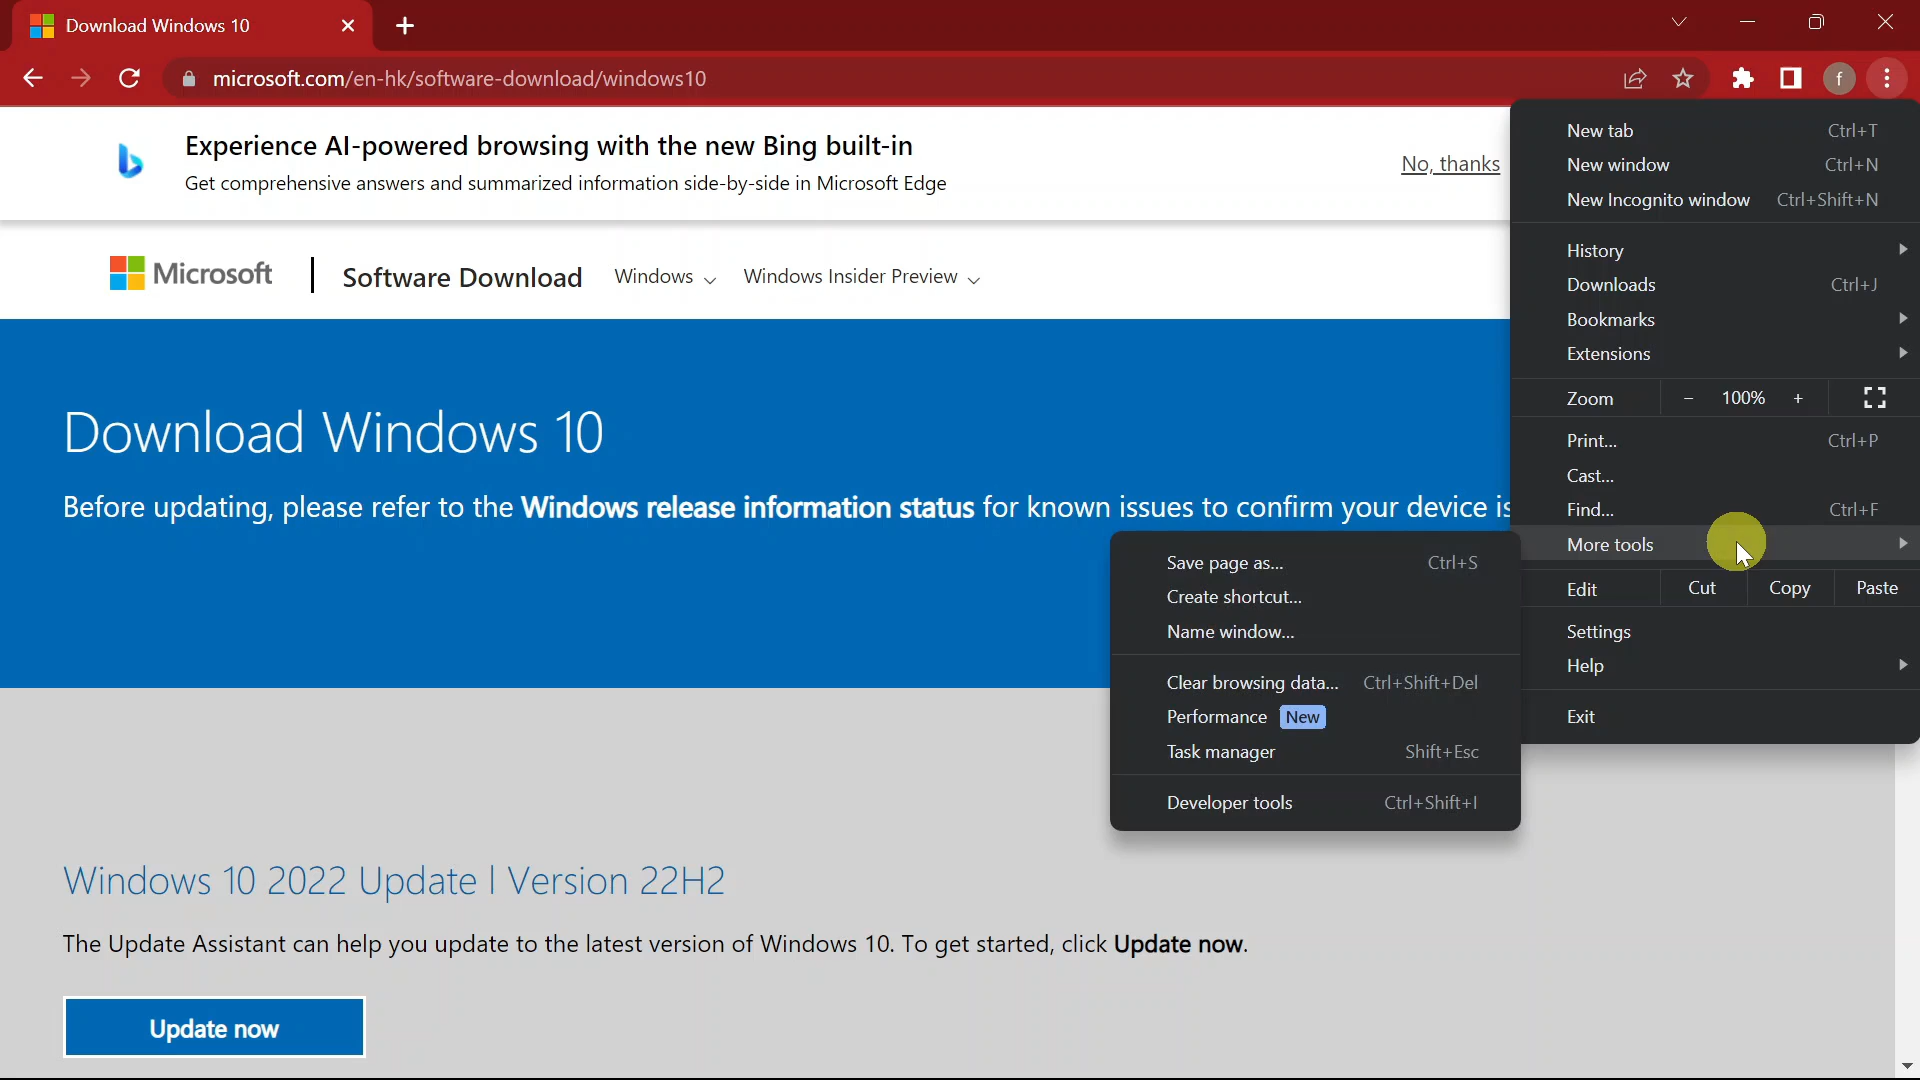 Download Windows 10
microsoft.com/en-hk/software-download/windows10
f
Experience AI-powered browsing with the new Bing built-in
Get comprehensive answers and summarized information side-by-side in Microsoft Edge
No, thanks
Microsoft
Software Download
Windows
Windows Insider Preview
Download Windows 10
Before updating, please refer to the Windows release information status for known issues to confirm your device is
New tab Ctrl+T
New window Ctrl+N
New Incognito window Ctrl+Shift+N
History
Downloads Ctrl+J
Bookmarks
Extensions
Zoom - 100% +
Print... Ctrl+P
Cast...
Find... Ctrl+F
More tools
Edit Cut Copy Paste
Settings
Help
Exit
Save page as... Ctrl+S
Create shortcut...
Name window...
Clear browsing data... Ctrl+Shift+Del
Performance New
Task manager Shift+Esc
Developer tools Ctrl+Shift+I
Windows 10 2022 Update | Version 22H2
The Update Assistant can help you update to the latest version of Windows 10. To get started, click Update now.
Update now